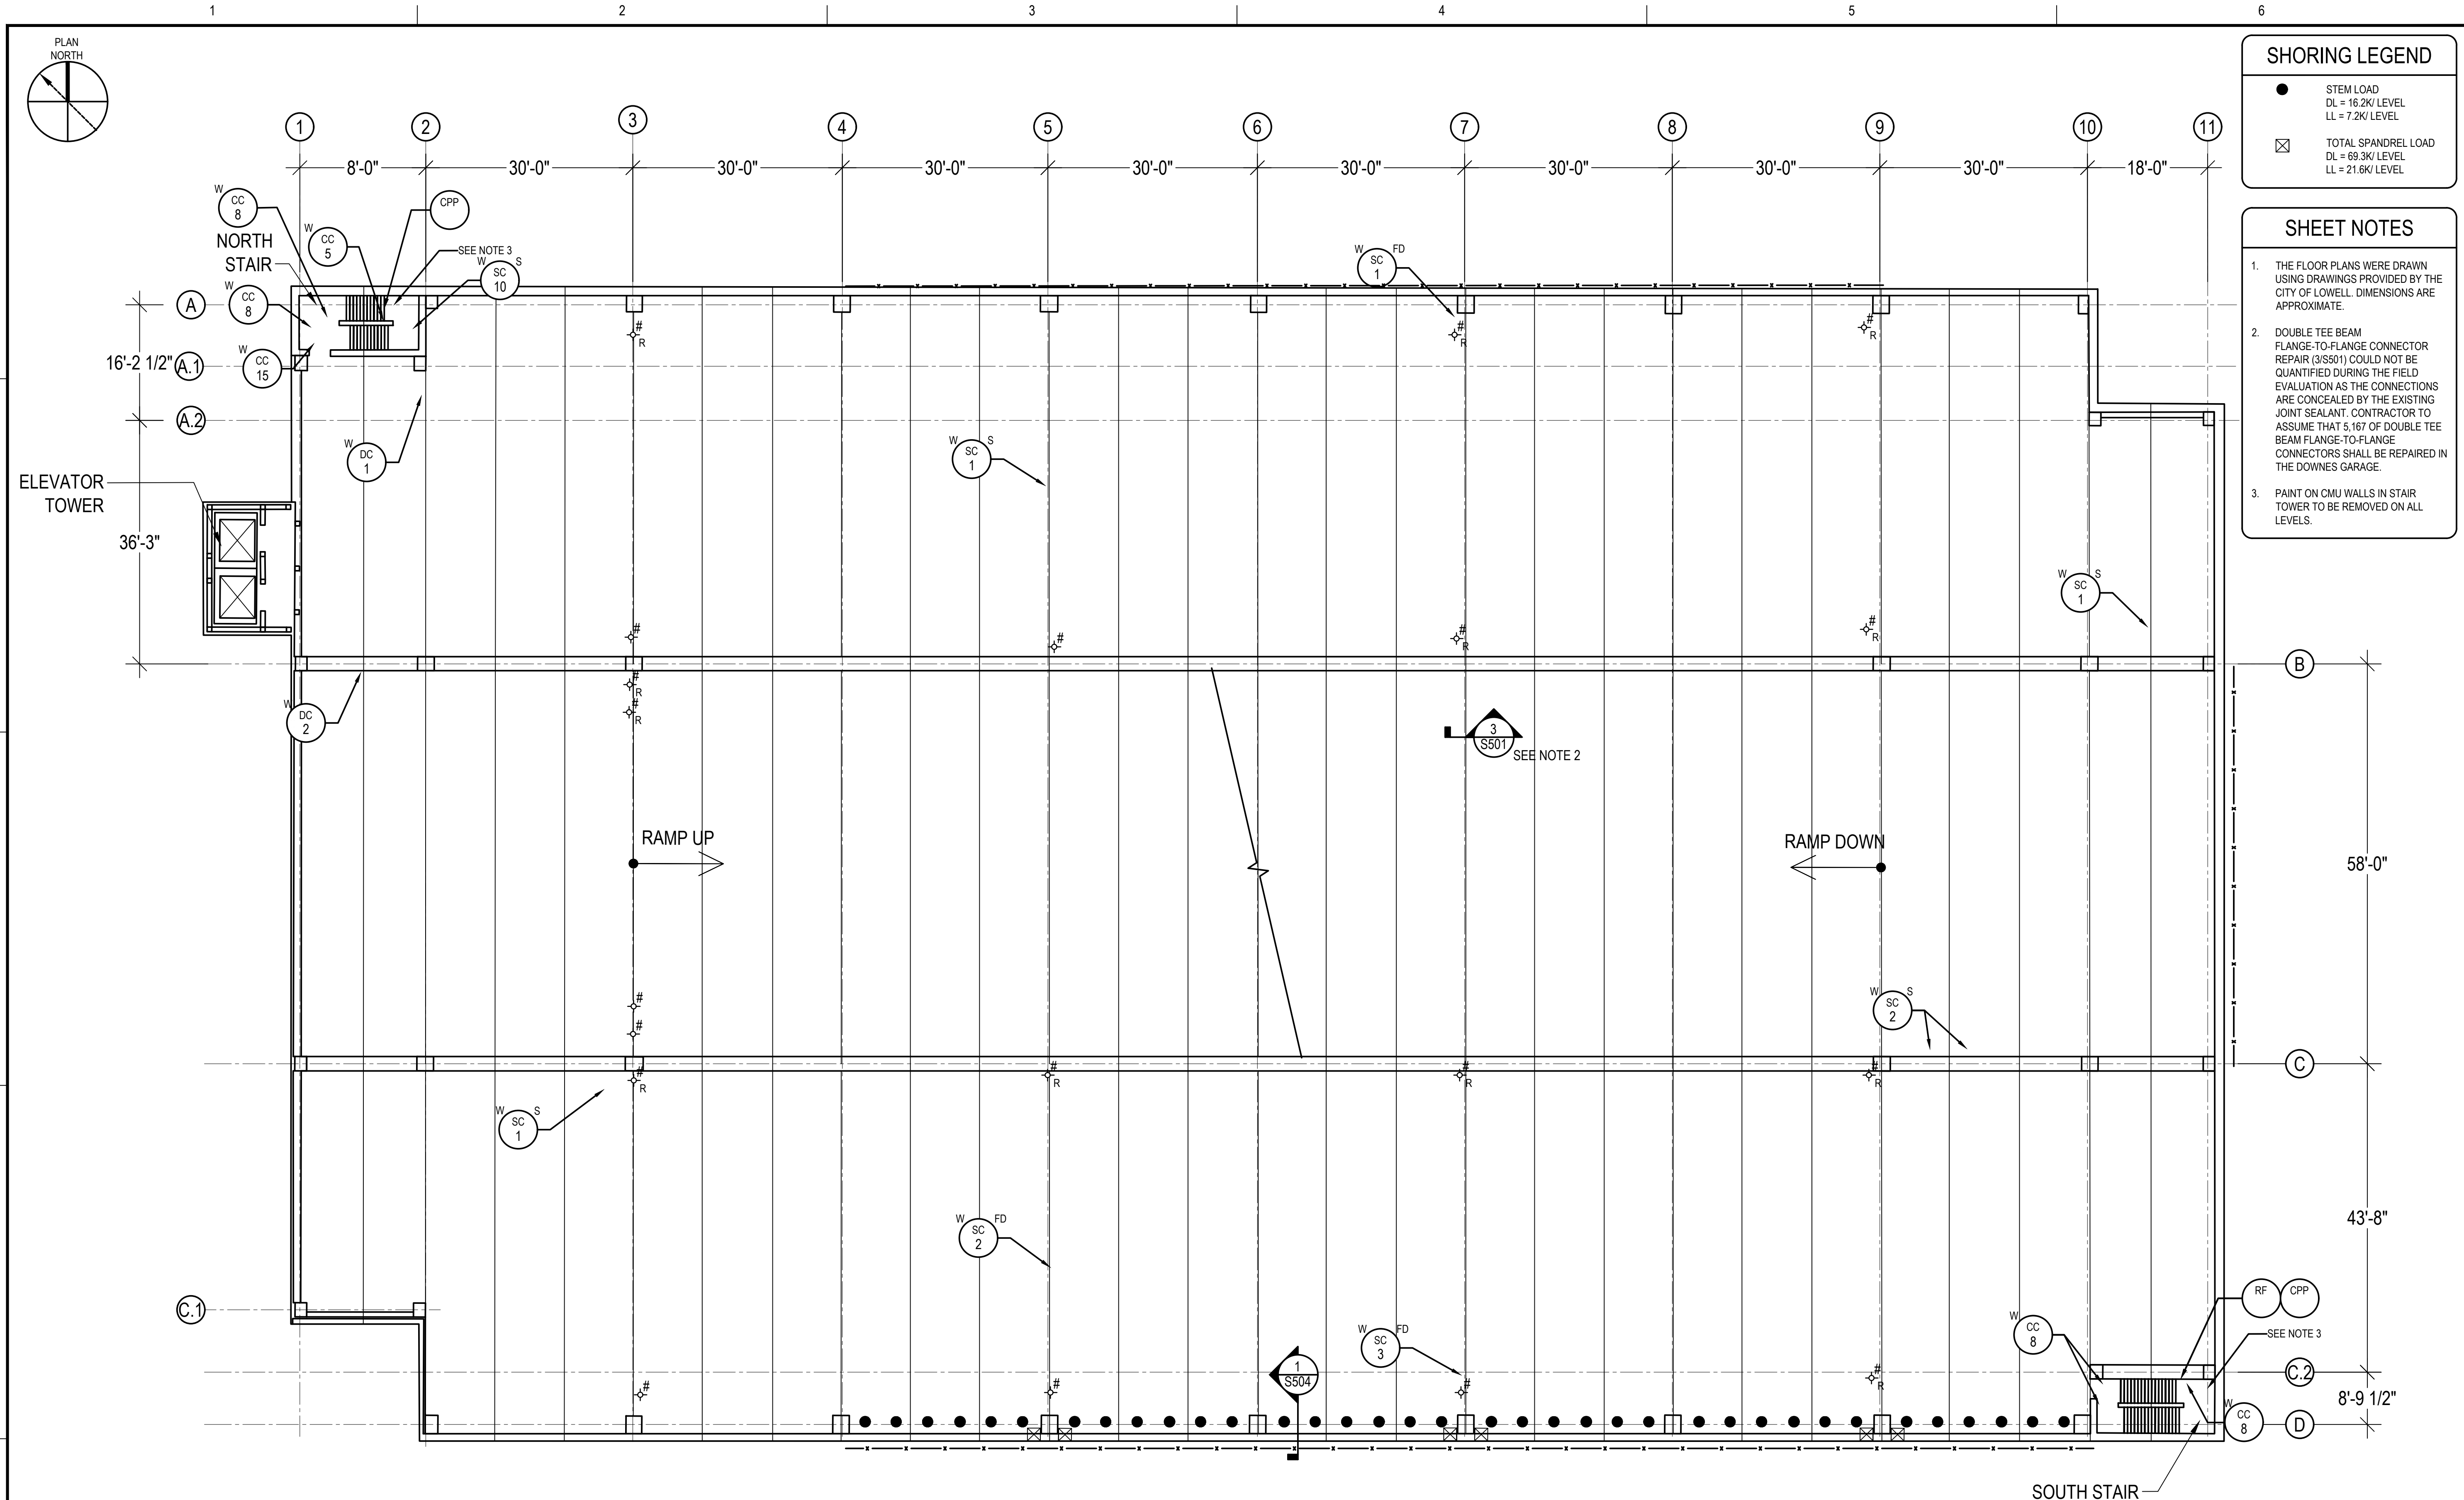 1 2 3 4 5 6
PLAN
NORTH
SHORING LEGEND
STEM LOAD
DL = 16.2K/ LEVEL
LL = 7.2K/ LEVEL
TOTAL SPANDREL LOAD
DL = 69.3K/ LEVEL
LL = 21.6K/ LEVEL
SHEET NOTES
1. THE FLOOR PLANS WERE DRAWN
USING DRAWINGS PROVIDED BY THE
CITY OF LOWELL. DIMENSIONS ARE
APPROXIMATE.
2. DOUBLE TEE BEAM
FLANGE-TO-FLANGE CONNECTOR
REPAIR (3/S501) COULD NOT BE
QUANTIFIED DURING THE FIELD
EVALUATION AS THE CONNECTIONS
ARE CONCEALED BY THE EXISTING
JOINT SEALANT. CONTRACTOR TO
ASSUME THAT 5,167 OF DOUBLE TEE
BEAM FLANGE-TO-FLANGE
CONNECTORS SHALL BE REPAIRED IN
THE DOWNES GARAGE.
3. PAINT ON CMU WALLS IN STAIR
TOWER TO BE REMOVED ON ALL
LEVELS.
1 2 3 4 5 6 7 8 9 10 11
8'-0" 30'-0" 30'-0" 30'-0" 30'-0" 30'-0" 30'-0" 30'-0" 30'-0" 18'-0"
W
CC
8
CPP
W
CC
5
NORTH
STAIR
SEE NOTE 3
W S
SC
10
W FD
SC
1
W
CC
8
A
#
R
#
R
#
R
W
CC
15
16'-2 1/2"
A.1
A.2
W
DC
1
W S
SC
1
ELEVATOR
TOWER
36'-3"
W S
SC
1
#
#
#
R
#
R
B
#
R
#
R
W
DC
2
3
S501
SEE NOTE 2
RAMP UP
RAMP DOWN
58'-0"
#
#
W S
SC
2
C
#
R
#
R
#
R
#
R
W S
SC
1
W FD
SC
2
43'-8"
C.1
RF CPP
W
CC
8
SEE NOTE 3
W FD
SC
3
1
S504
C.2
#
#
#
#
R
8'-9 1/2"
W
CC
8
D
SOUTH STAIR